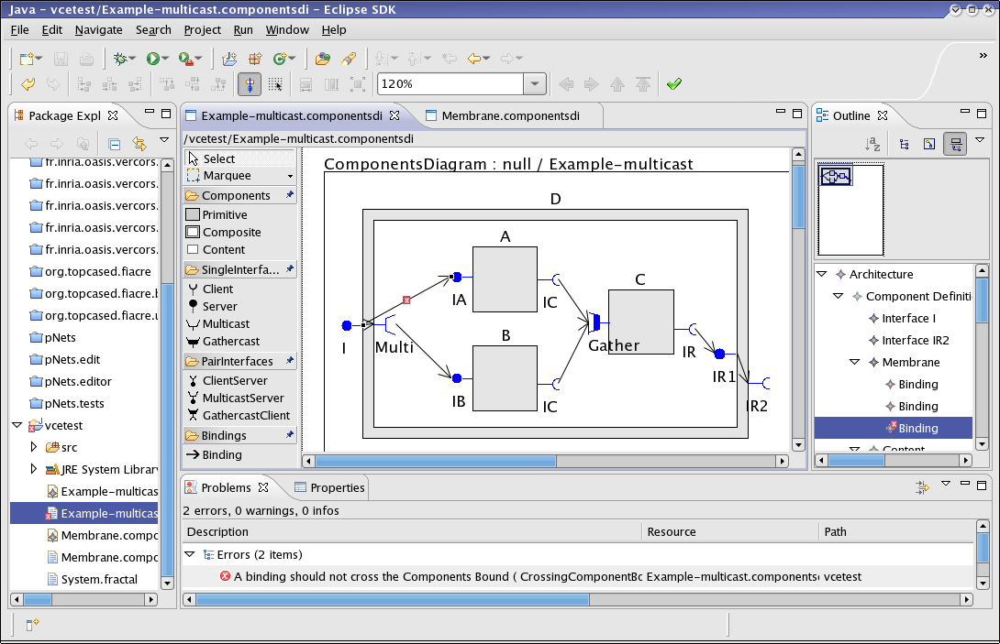 Java – vcetest/Example-multicast.componentsdi – Eclipse SDK
File Edit Navigate Search Project Run Window Help
120%
Package Expl
fr.inria.oasis.vercors.
fr.inria.oasis.vercors.
fr.inria.oasis.vercors.
fr.inria.oasis.vercors.
fr.inria.oasis.vercors.
org.topcased.fiacre
org.topcased.fiacre.
org.topcased.fiacre.
pNets
pNets.edit
pNets.editor
pNets.tests
vcetest
src
JRE System Library
Example-multicas
Example-multicas
Membrane.compo
Membrane.compo
System.fractal
Example-multicast.componentsdi
Membrane.componentsdi
/vcetest/Example-multicast.componentsdi
Select
Marquee
Components
Primitive
Composite
Content
SingleInterfa...
Client
Server
Multicast
Gathercast
PairInterfaces
ClientServer
MulticastServer
GathercastClient
Bindings
Binding
ComponentsDiagram : null / Example-multicast
D
A
IA
IC
C
I
Multi
B
Gather
IR
IR1
IB
IC
IR2
Outline
Architecture
Component Definiti
Interface I
Interface IR2
Membrane
Binding
Binding
Binding
Content
Problems
Properties
2 errors, 0 warnings, 0 infos
Description Resource Path
Errors (2 items)
A binding should not cross the Components Bound ( CrossingComponentBo Example-multicast.components vcetest